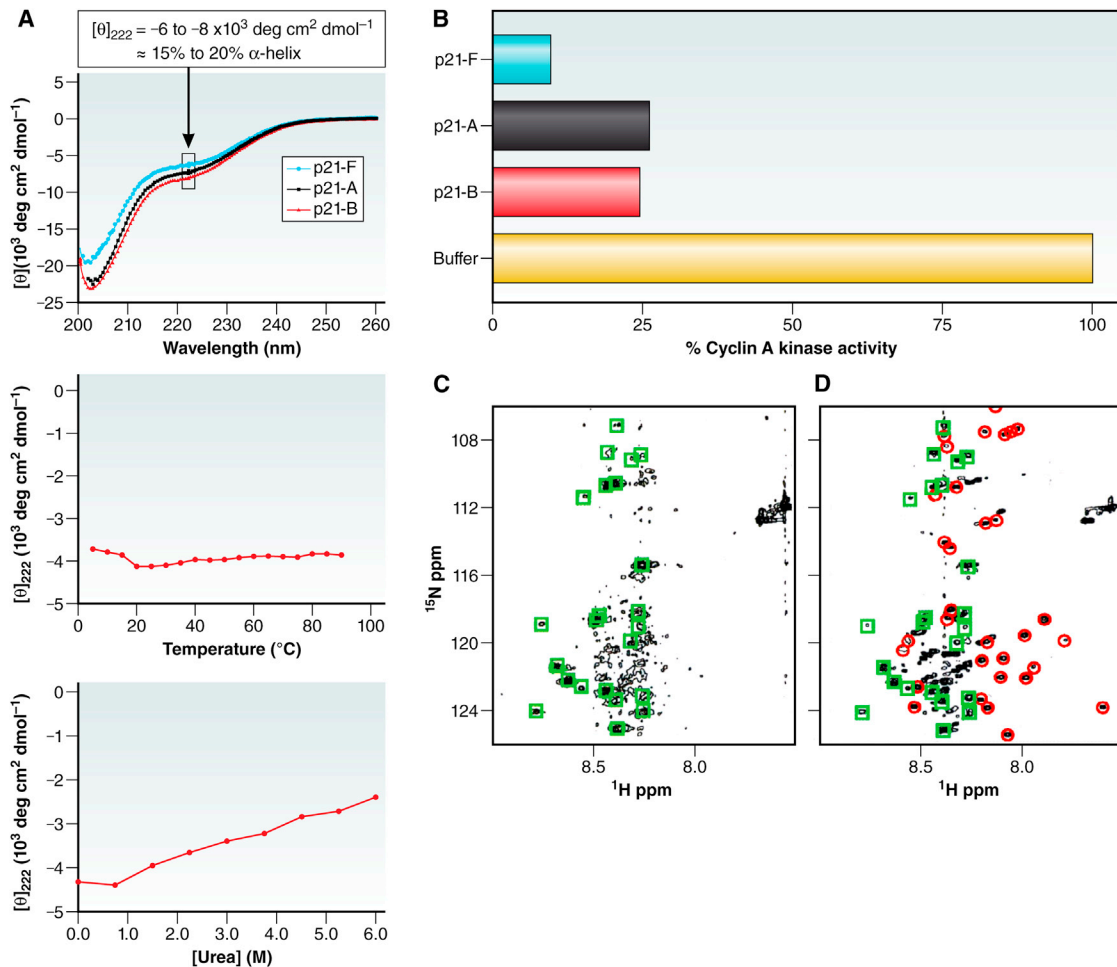 A
[θ]222 = −6 to −8 x10³ deg cm² dmol⁻¹
≈ 15% to 20% α-helix
[θ](10³ deg cm² dmol⁻¹)
5
0
−5
−10
−15
−20
−25
p21-F
p21-A
p21-B
200 210 220 230 240 250 260
Wavelength (nm)
[θ]222 (10³ deg cm² dmol⁻¹)
0
−1
−2
−3
−4
−5
0 20 40 60 80 100
Temperature (°C)
[θ]222 (10³ deg cm² dmol⁻¹)
0
−1
−2
−3
−4
−5
0.0 1.0 2.0 3.0 4.0 5.0 6.0
[Urea] (M)
B
p21-F
p21-A
p21-B
Buffer
0 25 50 75 100
% Cyclin A kinase activity
C
¹⁵N ppm
108
112
116
120
124
8.5 8.0
¹H ppm
D
8.5 8.0
¹H ppm